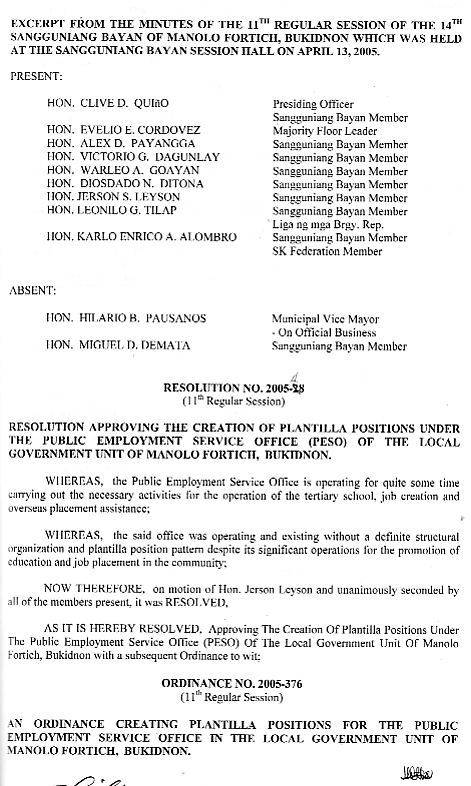 EXCERPT FROM THE MINUTES OF THE 11TH REGULAR SESSION OF THE 14TH
SANGGUNIANG BAYAN OF MANOLO FORTICH, BUKIDNON WHICH WAS HELD
AT THE SANGGUNIANG BAYAN SESSION HALL ON APRIL 13, 2005.
PRESENT:
HON. CLIVE D. QUIñO Presiding Officer
Sangguniang Bayan Member
HON. EVELIO E. CORDOVEZ Majority Floor Leader
HON. ALEX D. PAYANGGA Sangguniang Bayan Member
HON. VICTORIO G. DAGUNLAY Sangguniang Bayan Member
HON. WARLEO A. GOAYAN Sangguniang Bayan Member
HON. DIOSDADO N. DITONA Sangguniang Bayan Member
HON. JERSON S. LEYSON Sangguniang Bayan Member
HON. LEONILO G. TILAP Sangguniang Bayan Member
Liga ng mga Brgy. Rep.
HON. KARLO ENRICO A. ALOMBRO Sangguniang Bayan Member
SK Federation Member
ABSENT:
HON. HILARIO B. PAUSANOS Municipal Vice Mayor
- On Official Business
HON. MIGUEL D. DEMATA Sangguniang Bayan Member
RESOLUTION NO.
(11th Regular Session)
RESOLUTION APPROVING THE CREATION OF PLANTILLA POSITIONS UNDER
THE PUBLIC EMPLOYMENT SERVICE OFFICE (PESO) OF THE LOCAL
GOVERNMENT UNIT OF MANOLO FORTICH, BUKIDNON.
WHEREAS, the Public Employment Service Office is operating for quite some time
carrying out the necessary activities for the operation of the tertiary school, job creation and
overseas placement assistance;
WHEREAS, the said office was operating and existing without a definite structural
organization and plantilla position pattern despite its significant operations for the promotion of
education and job placement in the community;
NOW THEREFORE, on motion of Hon. Jerson Leyson and unanimously seconded by
all of the members present, it was RESOLVED,
AS IT IS HEREBY RESOLVED, Approving The Creation Of Plantilla Positions Under
The Public Employment Service Office (PESO) Of The Local Government Unit Of Manolo
Fortich, Bukidnon with a subsequent Ordinance to wit;
ORDINANCE NO. 2005-376
(11th Regular Session)
AN ORDINANCE CREATING PLANTILLA POSITIONS FOR THE PUBLIC
EMPLOYMENT SERVICE OFFICE IN THE LOCAL GOVERNMENT UNIT OF
MANOLO FORTICH, BUKIDNON.